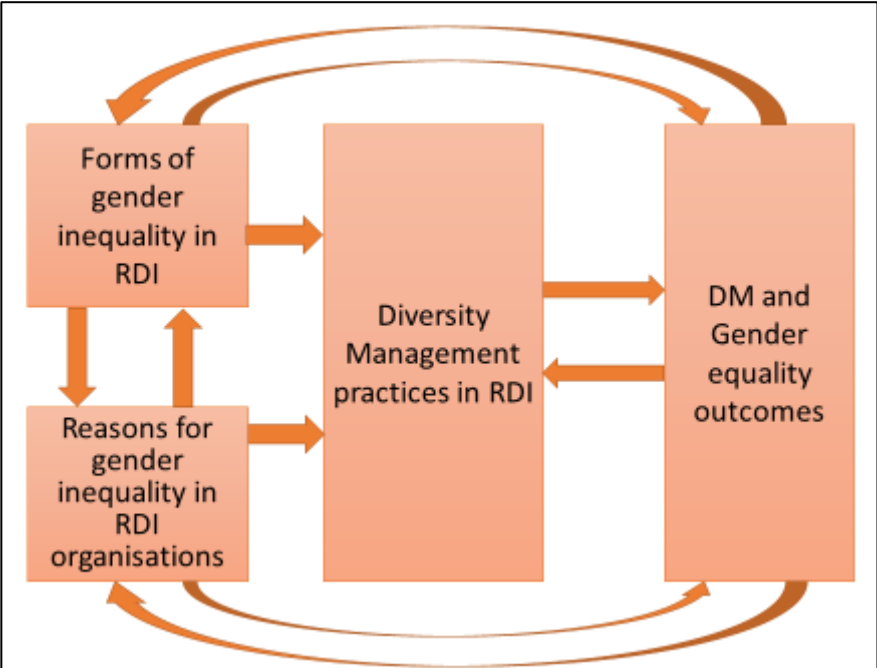 Forms of
gender
inequality in
RDI
Reasons for
gender
inequality in
RDI
organisations
Diversity
Management
practices in RDI
DM and
Gender
equality
outcomes